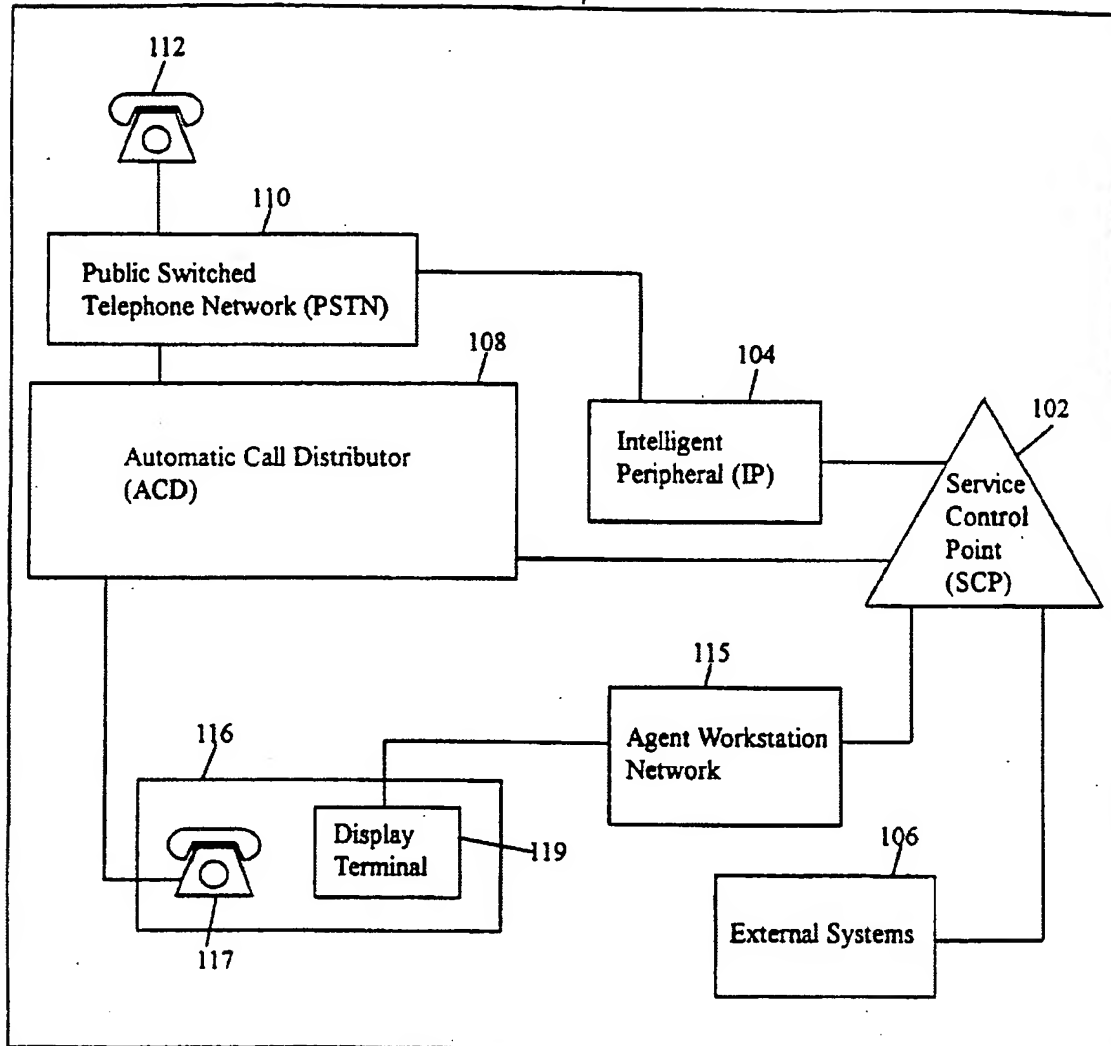 112
110
Public Switched
Telephone Network (PSTN)
108
Automatic Call Distributor
(ACD)
104
Intelligent
Peripheral (IP)
102
Service
Control
Point
(SCP)
115
Agent Workstation
Network
116
Display
Terminal
119
117
106
External Systems